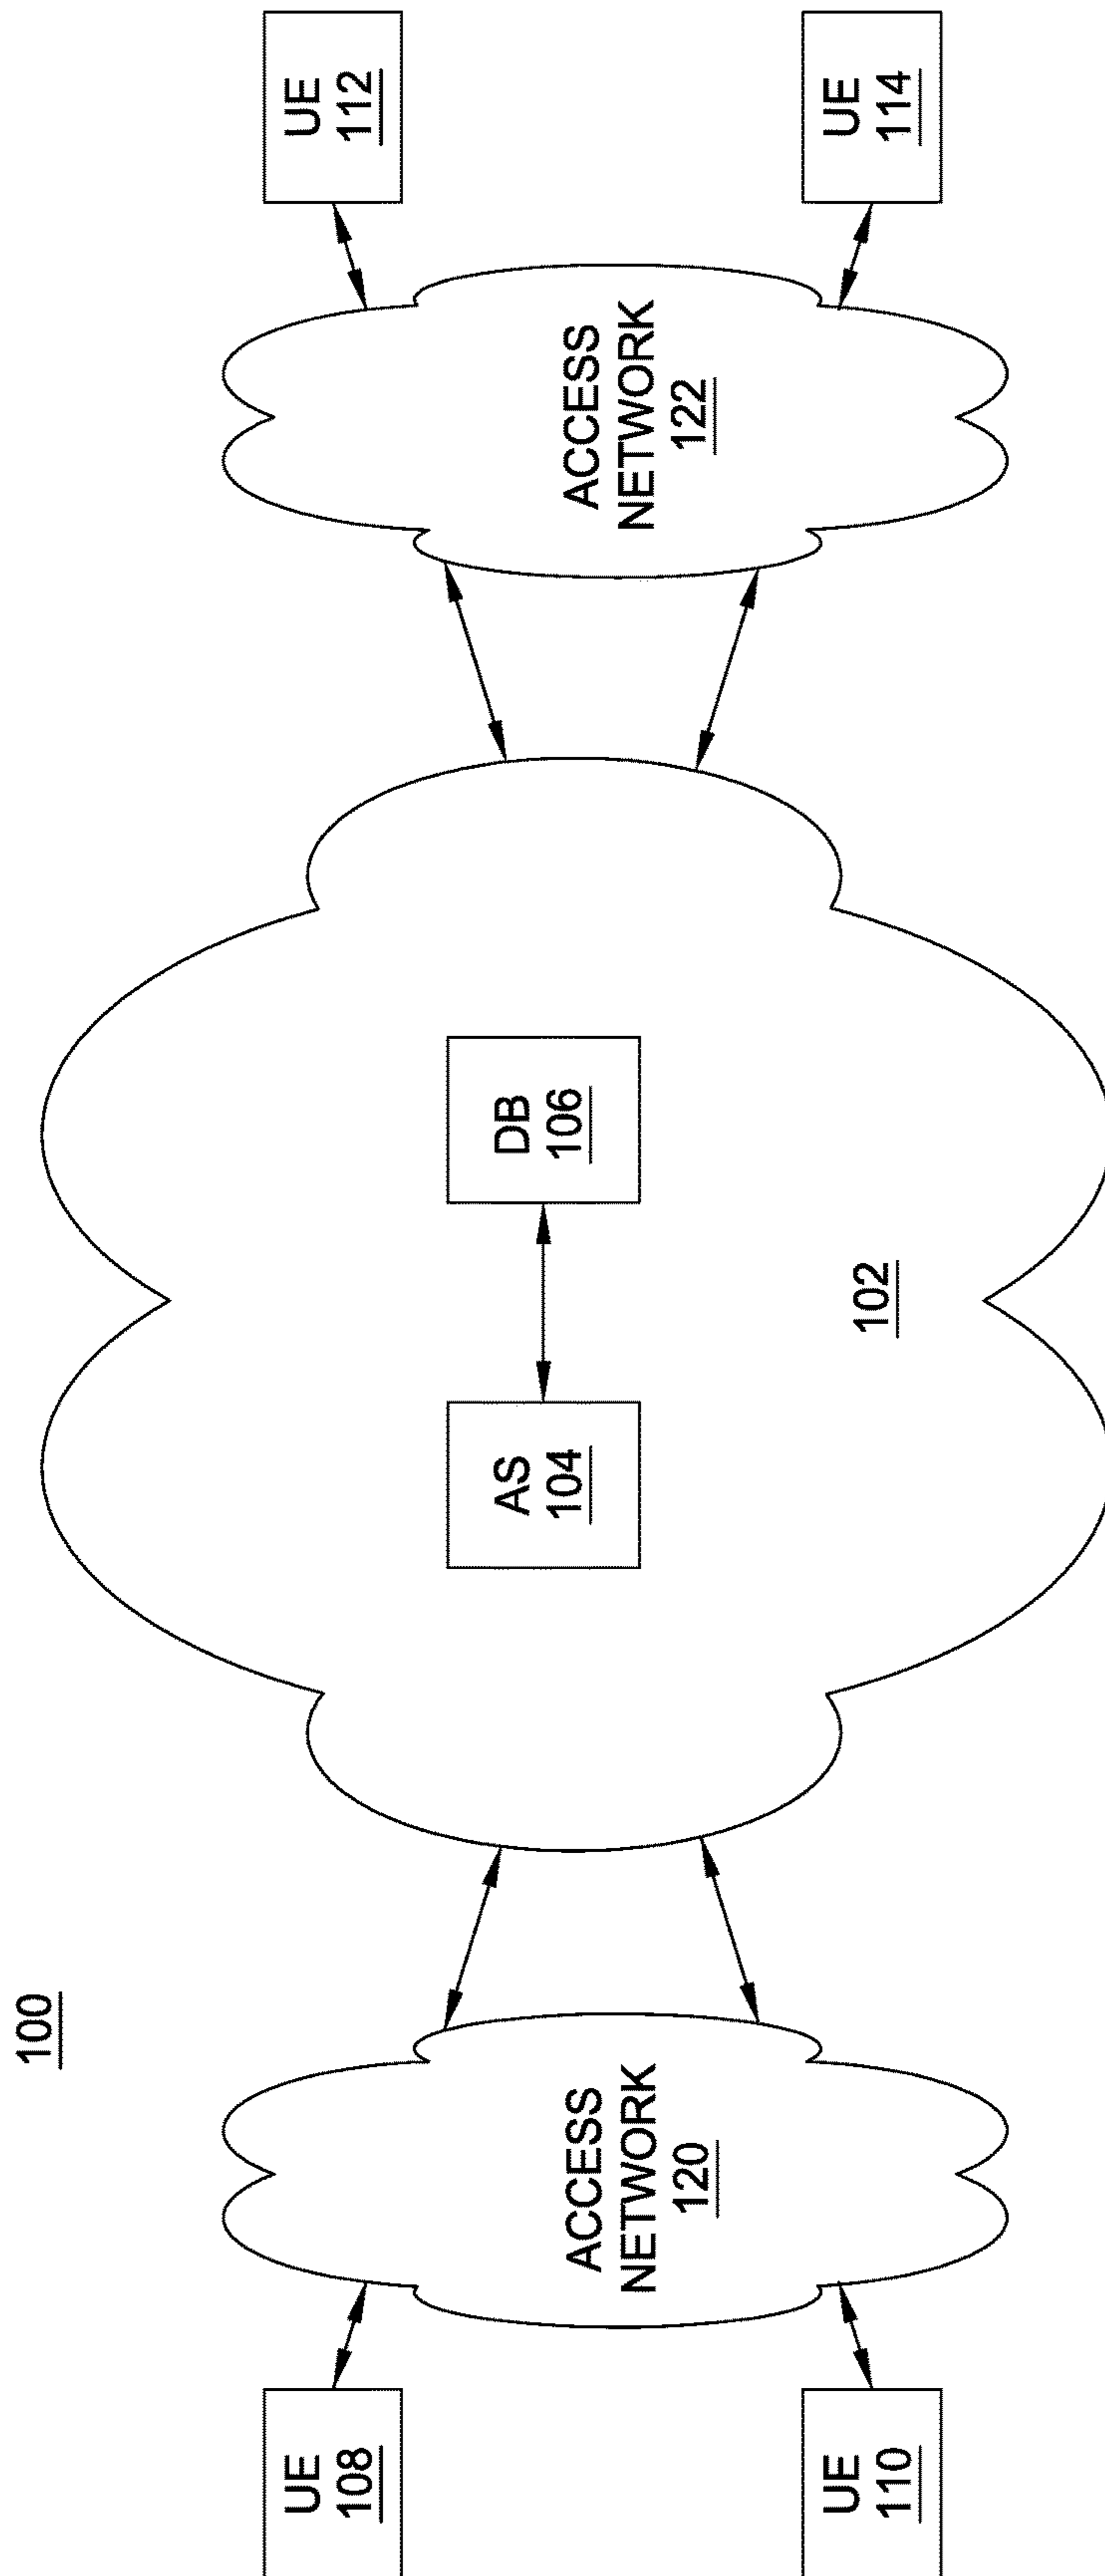 100
UE
108
UE
110
ACCESS
NETWORK
120
AS
104
DB
106
102
ACCESS
NETWORK
122
UE
112
UE
114